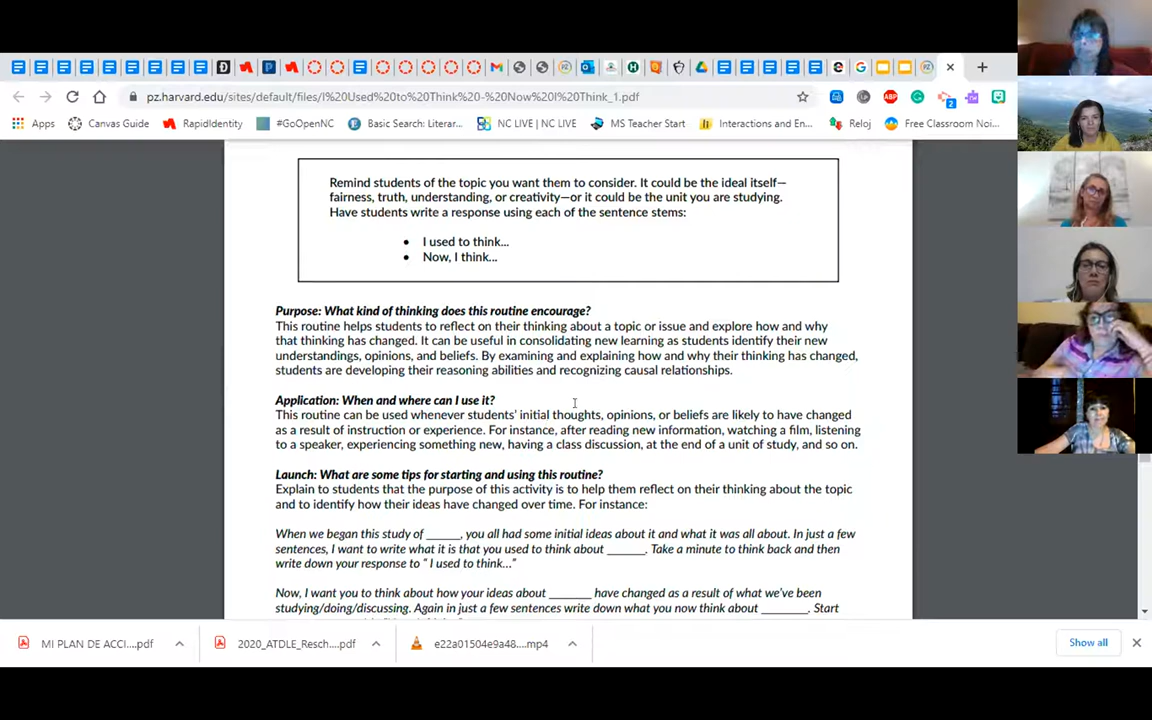 pz.harvard.edu/sites/default/files/I%20Used%20to%20Think%20-%20Now%20I%20Think_1.pdf
Apps Canvas Guide RapidIdentity #GoOpenNC Basic Search: Literar... NC LIVE | NC LIVE MS Teacher Start Interactions and En... Reloj Free Classroom Noi...
Remind students of the topic you want them to consider. It could be the ideal itself—
fairness, truth, understanding, or creativity—or it could be the unit you are studying.
Have students write a response using each of the sentence stems:
• I used to think...
• Now, I think...
Purpose: What kind of thinking does this routine encourage?
This routine helps students to reflect on their thinking about a topic or issue and explore how and why
that thinking has changed. It can be useful in consolidating new learning as students identify their new
understandings, opinions, and beliefs. By examining and explaining how and why their thinking has changed,
students are developing their reasoning abilities and recognizing causal relationships.
Application: When and where can I use it?
This routine can be used whenever students' initial thoughts, opinions, or beliefs are likely to have changed
as a result of instruction or experience. For instance, after reading new information, watching a film, listening
to a speaker, experiencing something new, having a class discussion, at the end of a unit of study, and so on.
Launch: What are some tips for starting and using this routine?
Explain to students that the purpose of this activity is to help them reflect on their thinking about the topic
and to identify how their ideas have changed over time. For instance:
When we began this study of ______, you all had some initial ideas about it and what it was all about. In just a few
sentences, I want to write what it is that you used to think about _______. Take a minute to think back and then
write down your response to “ I used to think...”
Now, I want you to think about how your ideas about ________ have changed as a result of what we've been
studying/doing/discussing. Again in just a few sentences write down what you now think about ________. Start
MI PLAN DE ACCI....pdf 2020_ATDLE_Resch....pdf e22a01504e9a48....mp4 Show all